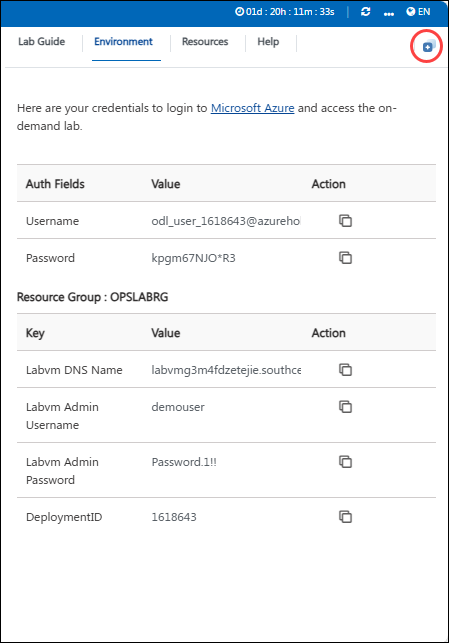 01d : 20h : 11m : 33s EN
Lab Guide Environment Resources Help
Here are your credentials to login to Microsoft Azure and access the on-
demand lab.
Auth Fields Value Action
Username odl_user_1618643@azureho
Password kpgm67NJO*R3
Resource Group : OPSLABRG
Key Value Action
Labvm DNS Name labvmg3m4fdzetejie.southce
Labvm Admin demouser
Username
Labvm Admin Password.1!!
Password
DeploymentID 1618643